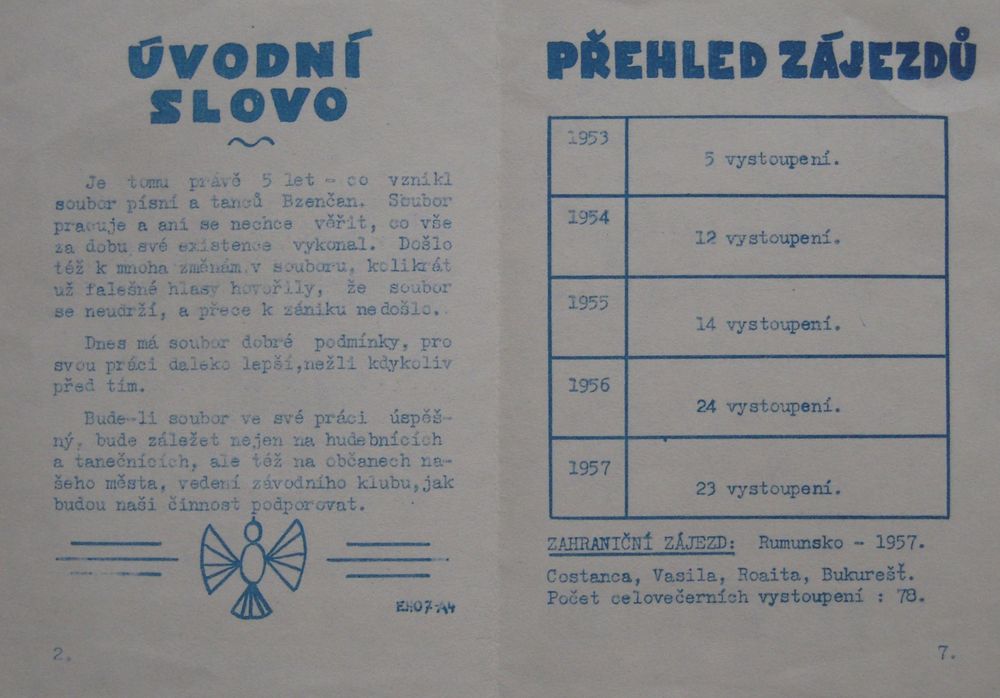 ÚVODNÍ
SLOVO
Je tomu právě 5 let - co vznikl
soubor písní a tanců Bzenčan. Soubor
pracuje a ani se nechce věřit, co vše
za dobu své existence vykonal. Došlo
též k mnoha změnám v souboru, kolikrát
už falešné hlasy hovořily, že soubor
se neudrží, a přece k zániku nedošlo.
Dnes má soubor dobré podmínky, pro
svou práci daleko lepší,nežli kdykoliv
před tím.
Bude-li soubor ve své práci úspěš-
ný, bude záležet nejen na hudebnících
a tanečnících, ale též na občanech na-
šeho města, vedení závodního klubu,jak
budou naši činnost podporovat.
2.
PŘEHLED ZÁJEZDŮ
1953 5 vystoupení.
1954 12 vystoupení.
1955 14 vystoupení.
1956 24 vystoupení.
1957 23 vystoupení.
ZAHRANIČNÍ ZÁJEZD: Rumunsko - 1957.
Costanca, Vasila, Roaita, Bukurešť.
Počet celovečerních vystoupení : 78.
7.